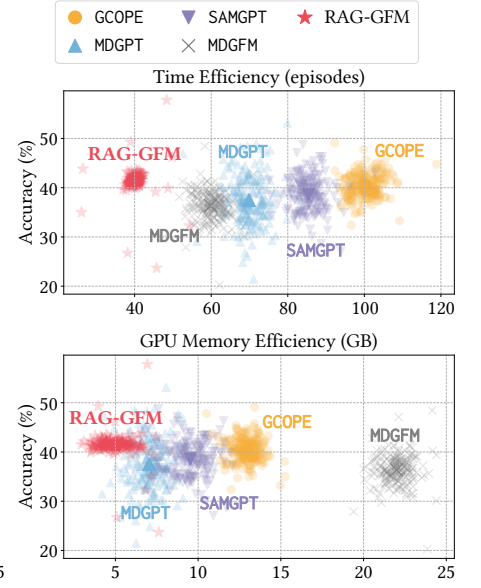 GCOPE SAMGPT RAG-GFM
MDGPT MDGFM
Time Efficiency (episodes)
Accuracy (%)
50
40
30
20
RAG-GFM
MDGPT
GCOPE
MDGFM
SAMGPT
40 60 80 100 120
GPU Memory Efficiency (GB)
Accuracy (%)
50
40
30
20
RAG-GFM
GCOPE
MDGFM
MDGPT
SAMGPT
5 10 15 20 25
5